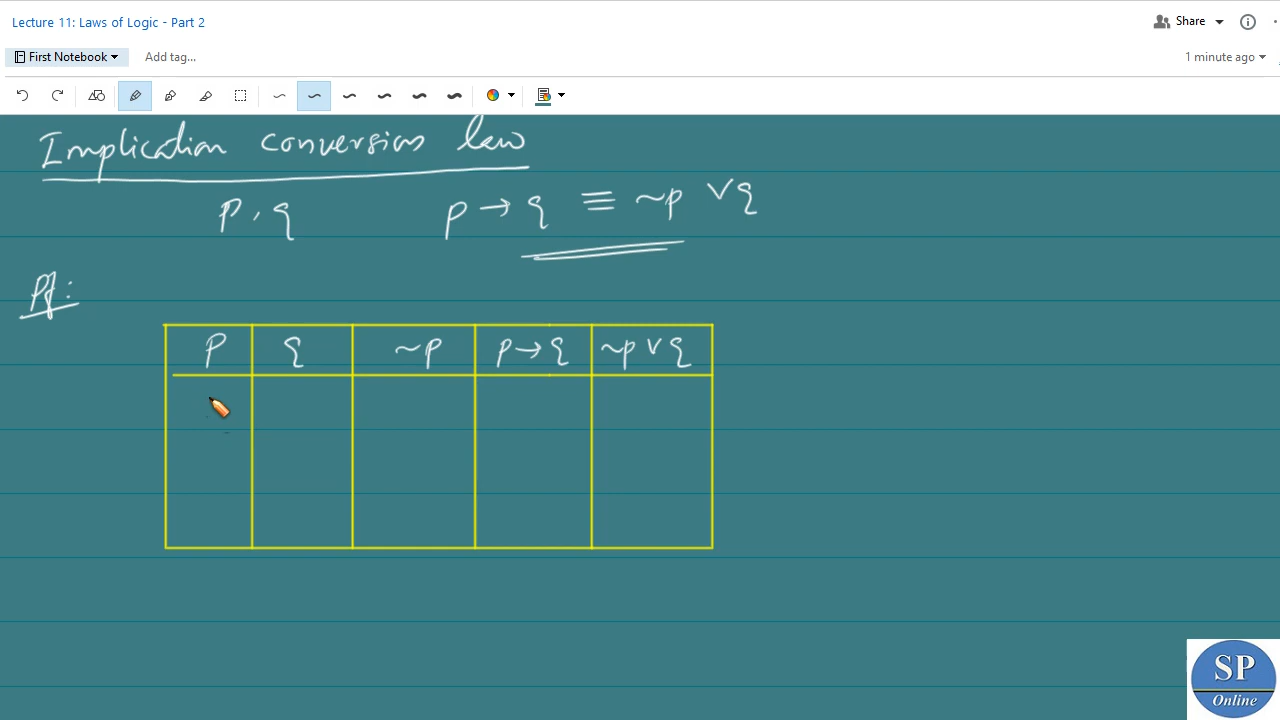 Lecture 11: Laws of Logic - Part 2
Share
First Notebook
Add tag...
1 minute ago
Implication conversion law
p, q p → q ≡ ~p ∨ q
Pf:
p q ~p p→q ~p ∨ q
SP
Online